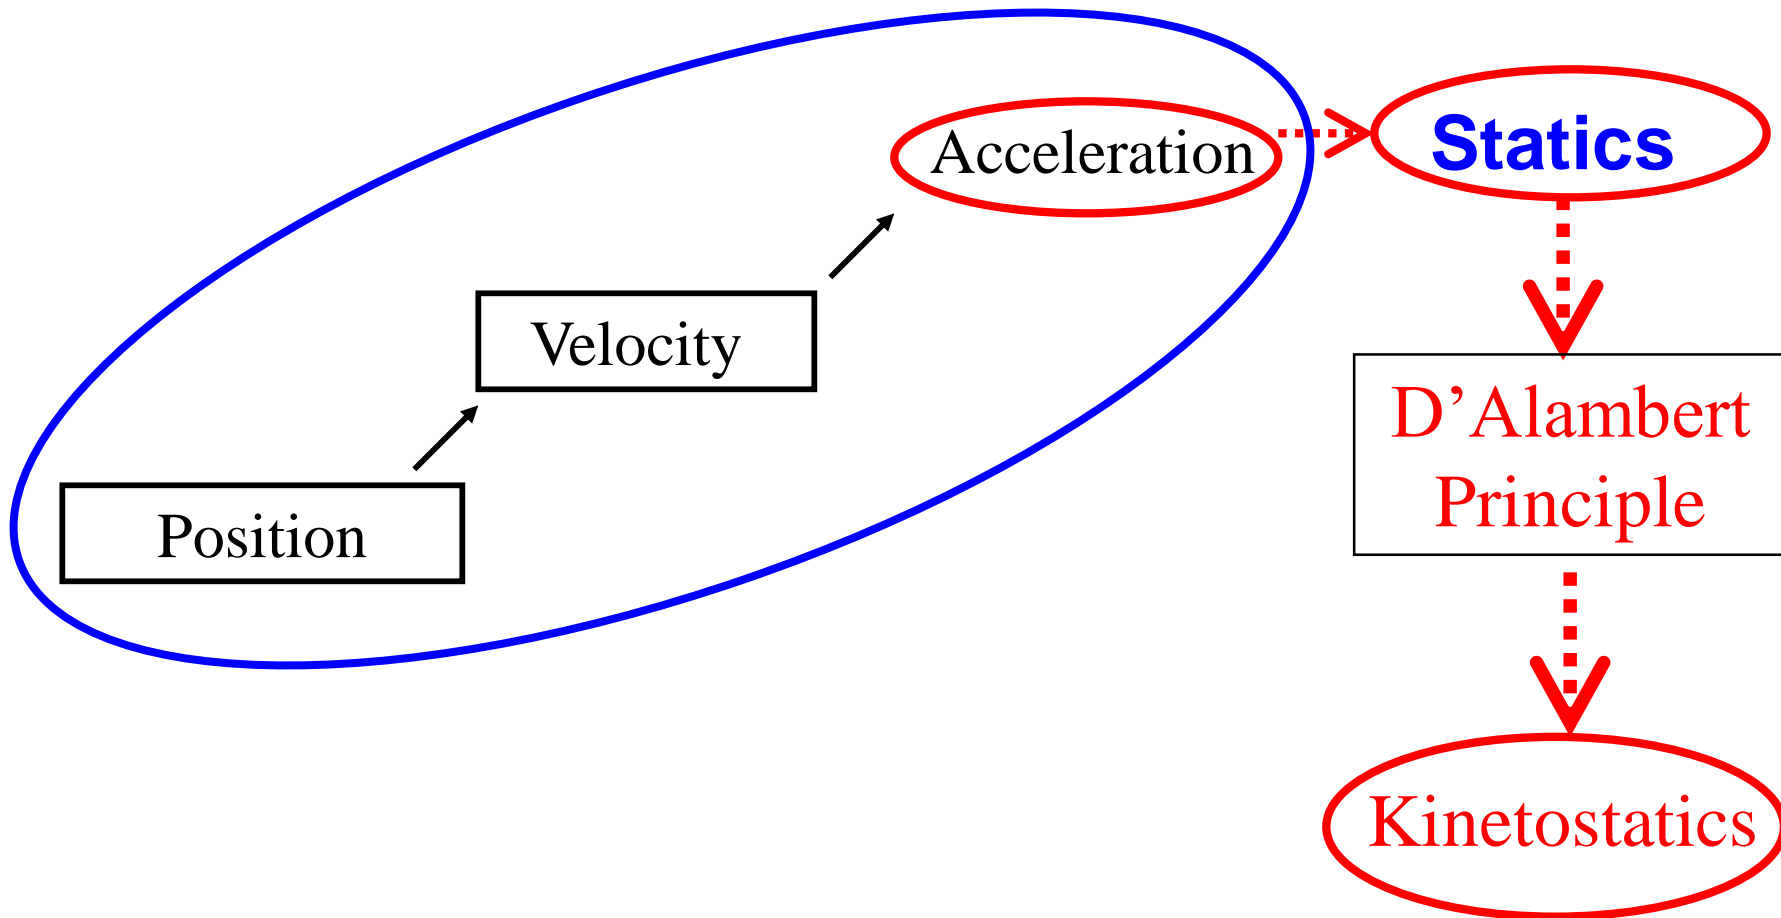 Acceleration
Statics
Velocity
D’Alambert
Principle
Position
Kinetostatics